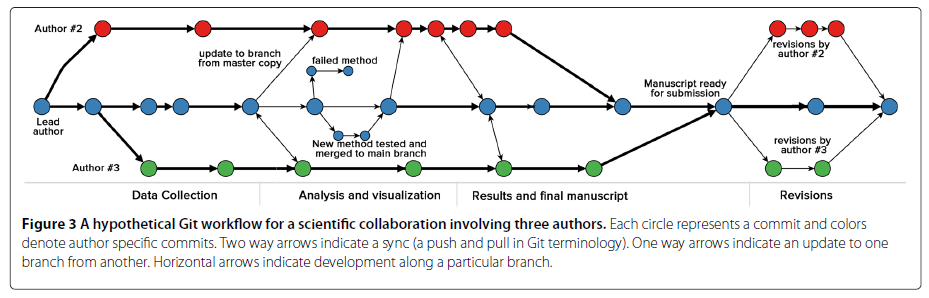 Author #2
update to branch
from master copy
failed method
revisions by
author #2
Manuscript ready
for submission
Lead
author
New method tested and
merged to main branch
revisions by
author #3
Author #3
Data Collection
Analysis and visualization
Results and final manuscript
Revisions
Figure 3 A hypothetical Git workflow for a scientific collaboration involving three authors. Each circle represents a commit and colors
denote author specific commits. Two way arrows indicate a sync (a push and pull in Git terminology). One way arrows indicate an update to one
branch from another. Horizontal arrows indicate development along a particular branch.